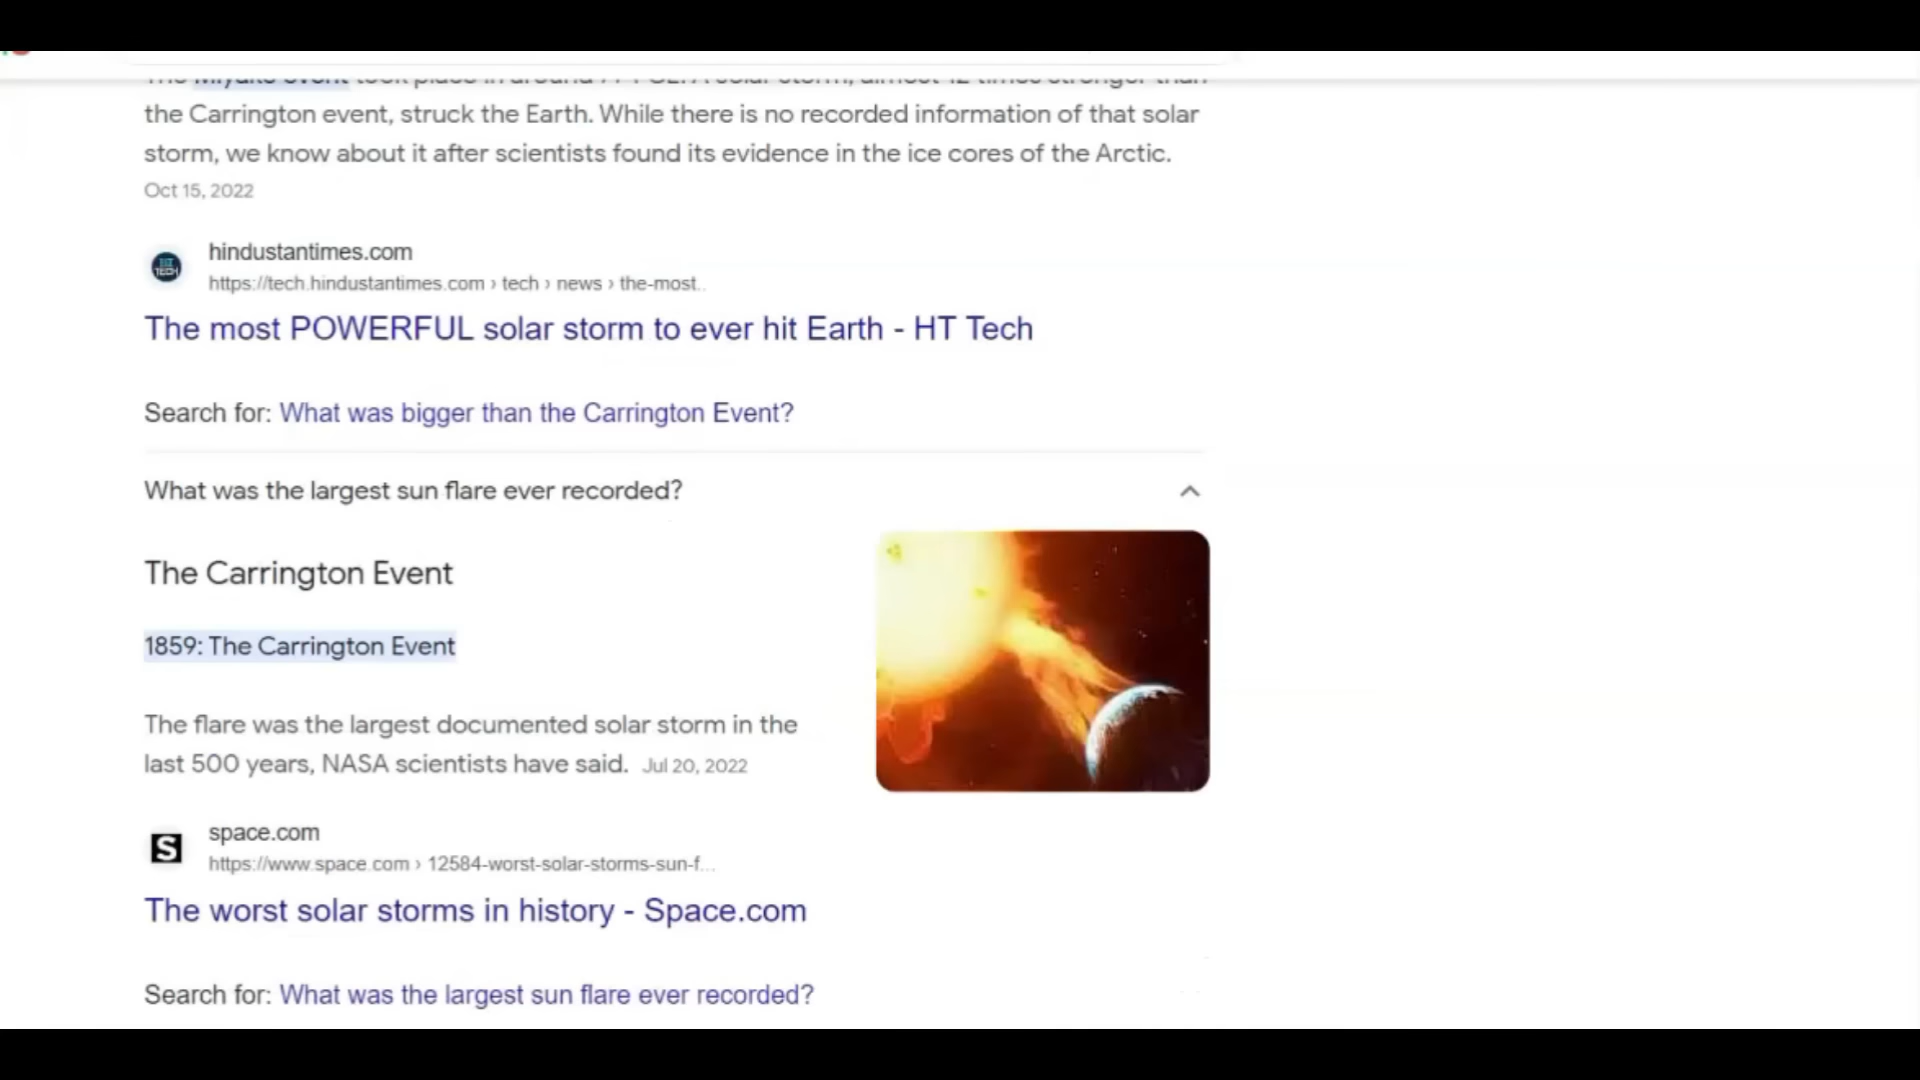 the Carrington event, struck the Earth. While there is no recorded information of that solar
storm, we know about it after scientists found its evidence in the ice cores of the Arctic.
Oct 15, 2022
HT
TECH
hindustantimes.com
https://tech.hindustantimes.com › tech › news › the-most..
The most POWERFUL solar storm to ever hit Earth - HT Tech
Search for: What was bigger than the Carrington Event?
What was the largest sun flare ever recorded?
The Carrington Event
1859: The Carrington Event
The flare was the largest documented solar storm in the
last 500 years, NASA scientists have said. Jul 20, 2022
S
space.com
https://www.space.com › 12584-worst-solar-storms-sun-f...
The worst solar storms in history - Space.com
Search for: What was the largest sun flare ever recorded?